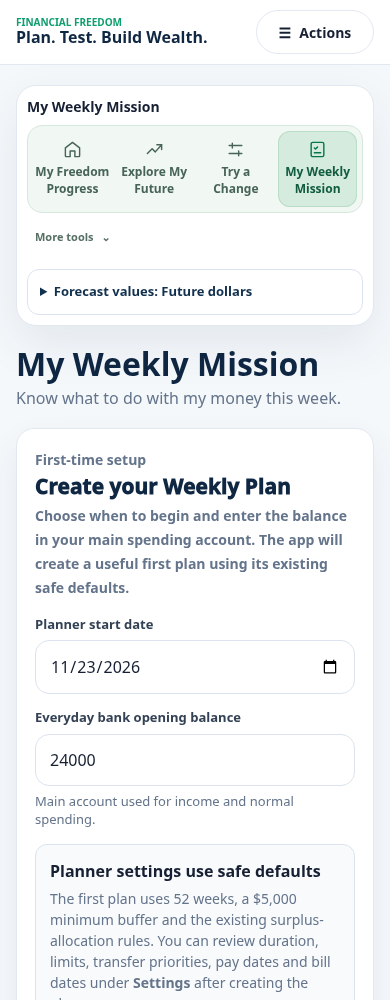 FINANCIAL FREEDOM
Plan. Test. Build Wealth.
☰ Actions
My Weekly Mission
My Freedom Progress
Explore My Future
Try a Change
My Weekly Mission
More tools ⌄
▶ Forecast values: Future dollars
My Weekly Mission
Know what to do with my money this week.
First-time setup
Create your Weekly Plan
Choose when to begin and enter the balance
in your main spending account. The app will
create a useful first plan using its existing
safe defaults.
Planner start date
11/23/2026
Everyday bank opening balance
24000
Main account used for income and normal
spending.
Planner settings use safe defaults
The first plan uses 52 weeks, a $5,000
minimum buffer and the existing surplus-
allocation rules. You can review duration,
limits, transfer priorities, pay dates and bill
dates under Settings after creating the